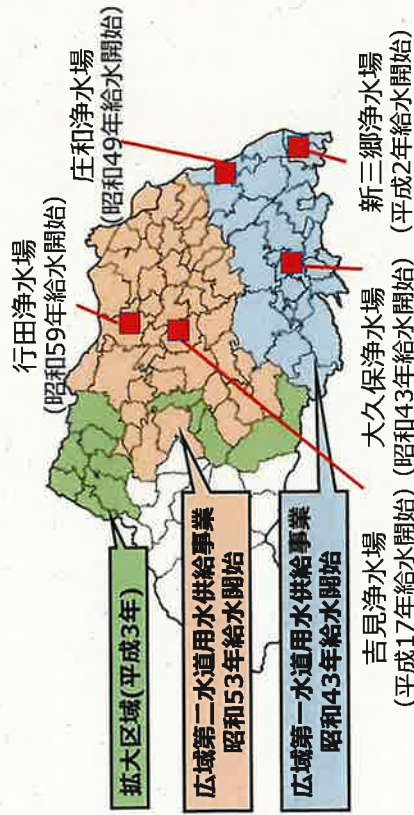 行田浄水場
(昭和59年給水開始)
庄和浄水場
(昭和49年給水開始)
拡大区域(平成3年)
広域第二水道用水供給事業
昭和53年給水開始
広域第一水道用水供給事業
昭和43年給水開始
吉見浄水場
(平成17年給水開始)
大久保浄水場
(昭和43年給水開始)
新三郷浄水場
(平成2年給水開始)